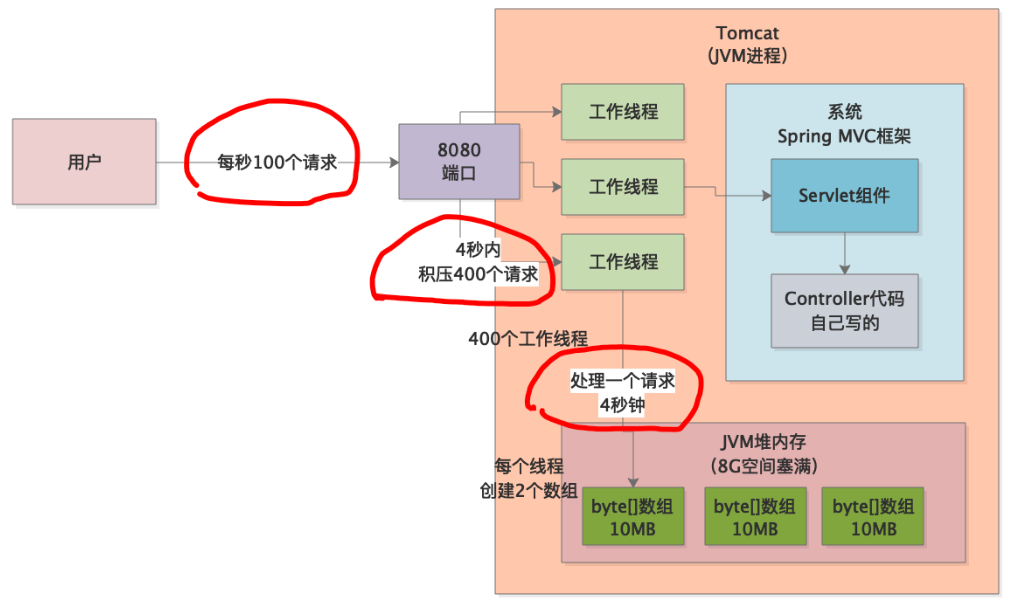 Tomcat
（JVM进程）
用户
每秒100个请求
8080
端口
工作线程
工作线程
工作线程
4秒内
积压400个请求
系统
Spring MVC框架
Servlet组件
Controller代码
自己写的
400个工作线程
处理一个请求
4秒钟
每个线程
创建2个数组
JVM堆内存
（8G空间塞满）
byte[]数组
10MB
byte[]数组
10MB
byte[]数组
10MB